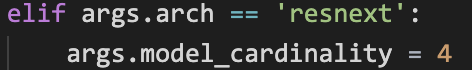 elif args.arch == 'resnext':
    args.model_cardinality = 4